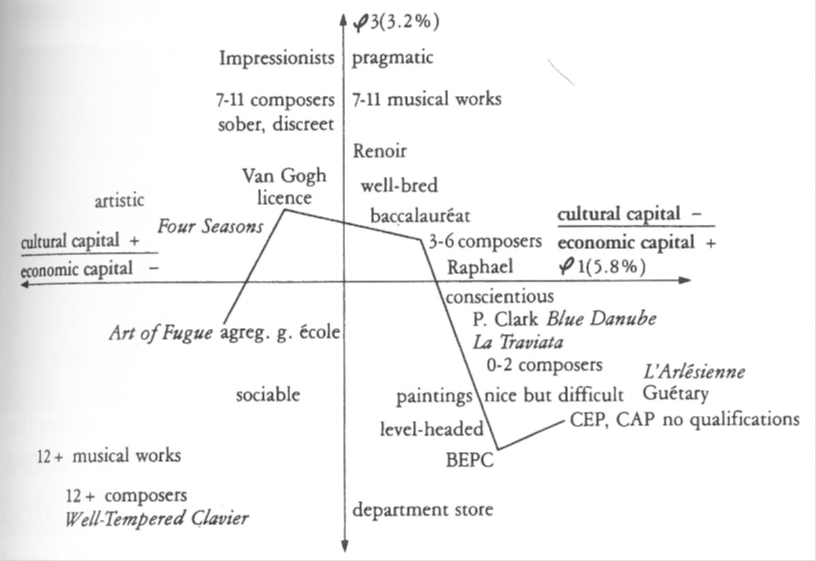 φ3(3.2%)
Impressionists pragmatic
7-11 composers 7-11 musical works
sober, discreet
Renoir
Van Gogh
well-bred
artistic
licence
baccalauréat
Four Seasons
cultural capital -
cultural capital +
3-6 composers
economic capital +
economic capital -
Raphael
φ1(5.8%)
conscientious
P. Clark Blue Danube
Art of Fugue agreg. g. école
La Traviata
0-2 composers
L'Arlésienne
sociable
paintings nice but difficult Guétary
CEP, CAP no qualifications
level-headed
12+ musical works
BEPC
12+ composers
department store
Well-Tempered Clavier